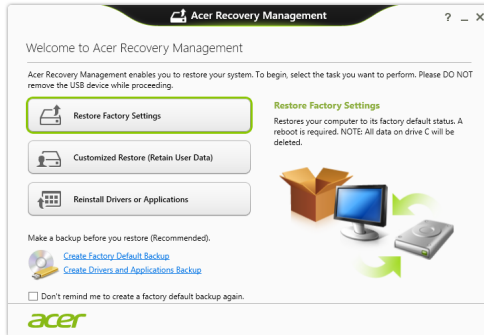 Acer Recovery Management
? _ X
Welcome to Acer Recovery Management
Acer Recovery Management enables you to restore your system. To begin, select the task you want to perform. Please DO NOT
remove the USB device while proceeding.
Restore Factory Settings
Customized Restore (Retain User Data)
Reinstall Drivers or Applications
Restore Factory Settings
Restores your computer to its factory default status. A
reboot is required. NOTE: All data on drive C will be
deleted.
Make a backup before you restore (Recommended).
Create Factory Default Backup
Create Drivers and Applications Backup
Don't remind me to create a factory default backup again.
acer